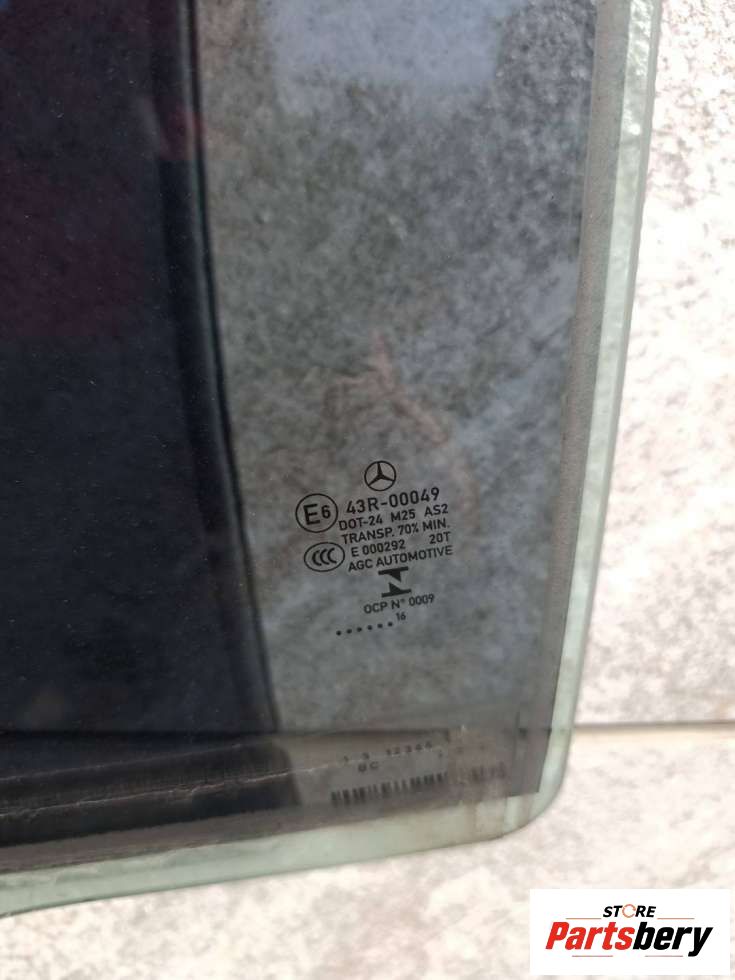 E6 43R-00049
DOT-24 M25 AS2
TRANSP. 70% MIN.
CCC E 000292 20T
AGC AUTOMOTIVE
OCP N° 0009
......16
STORE
Partsbery